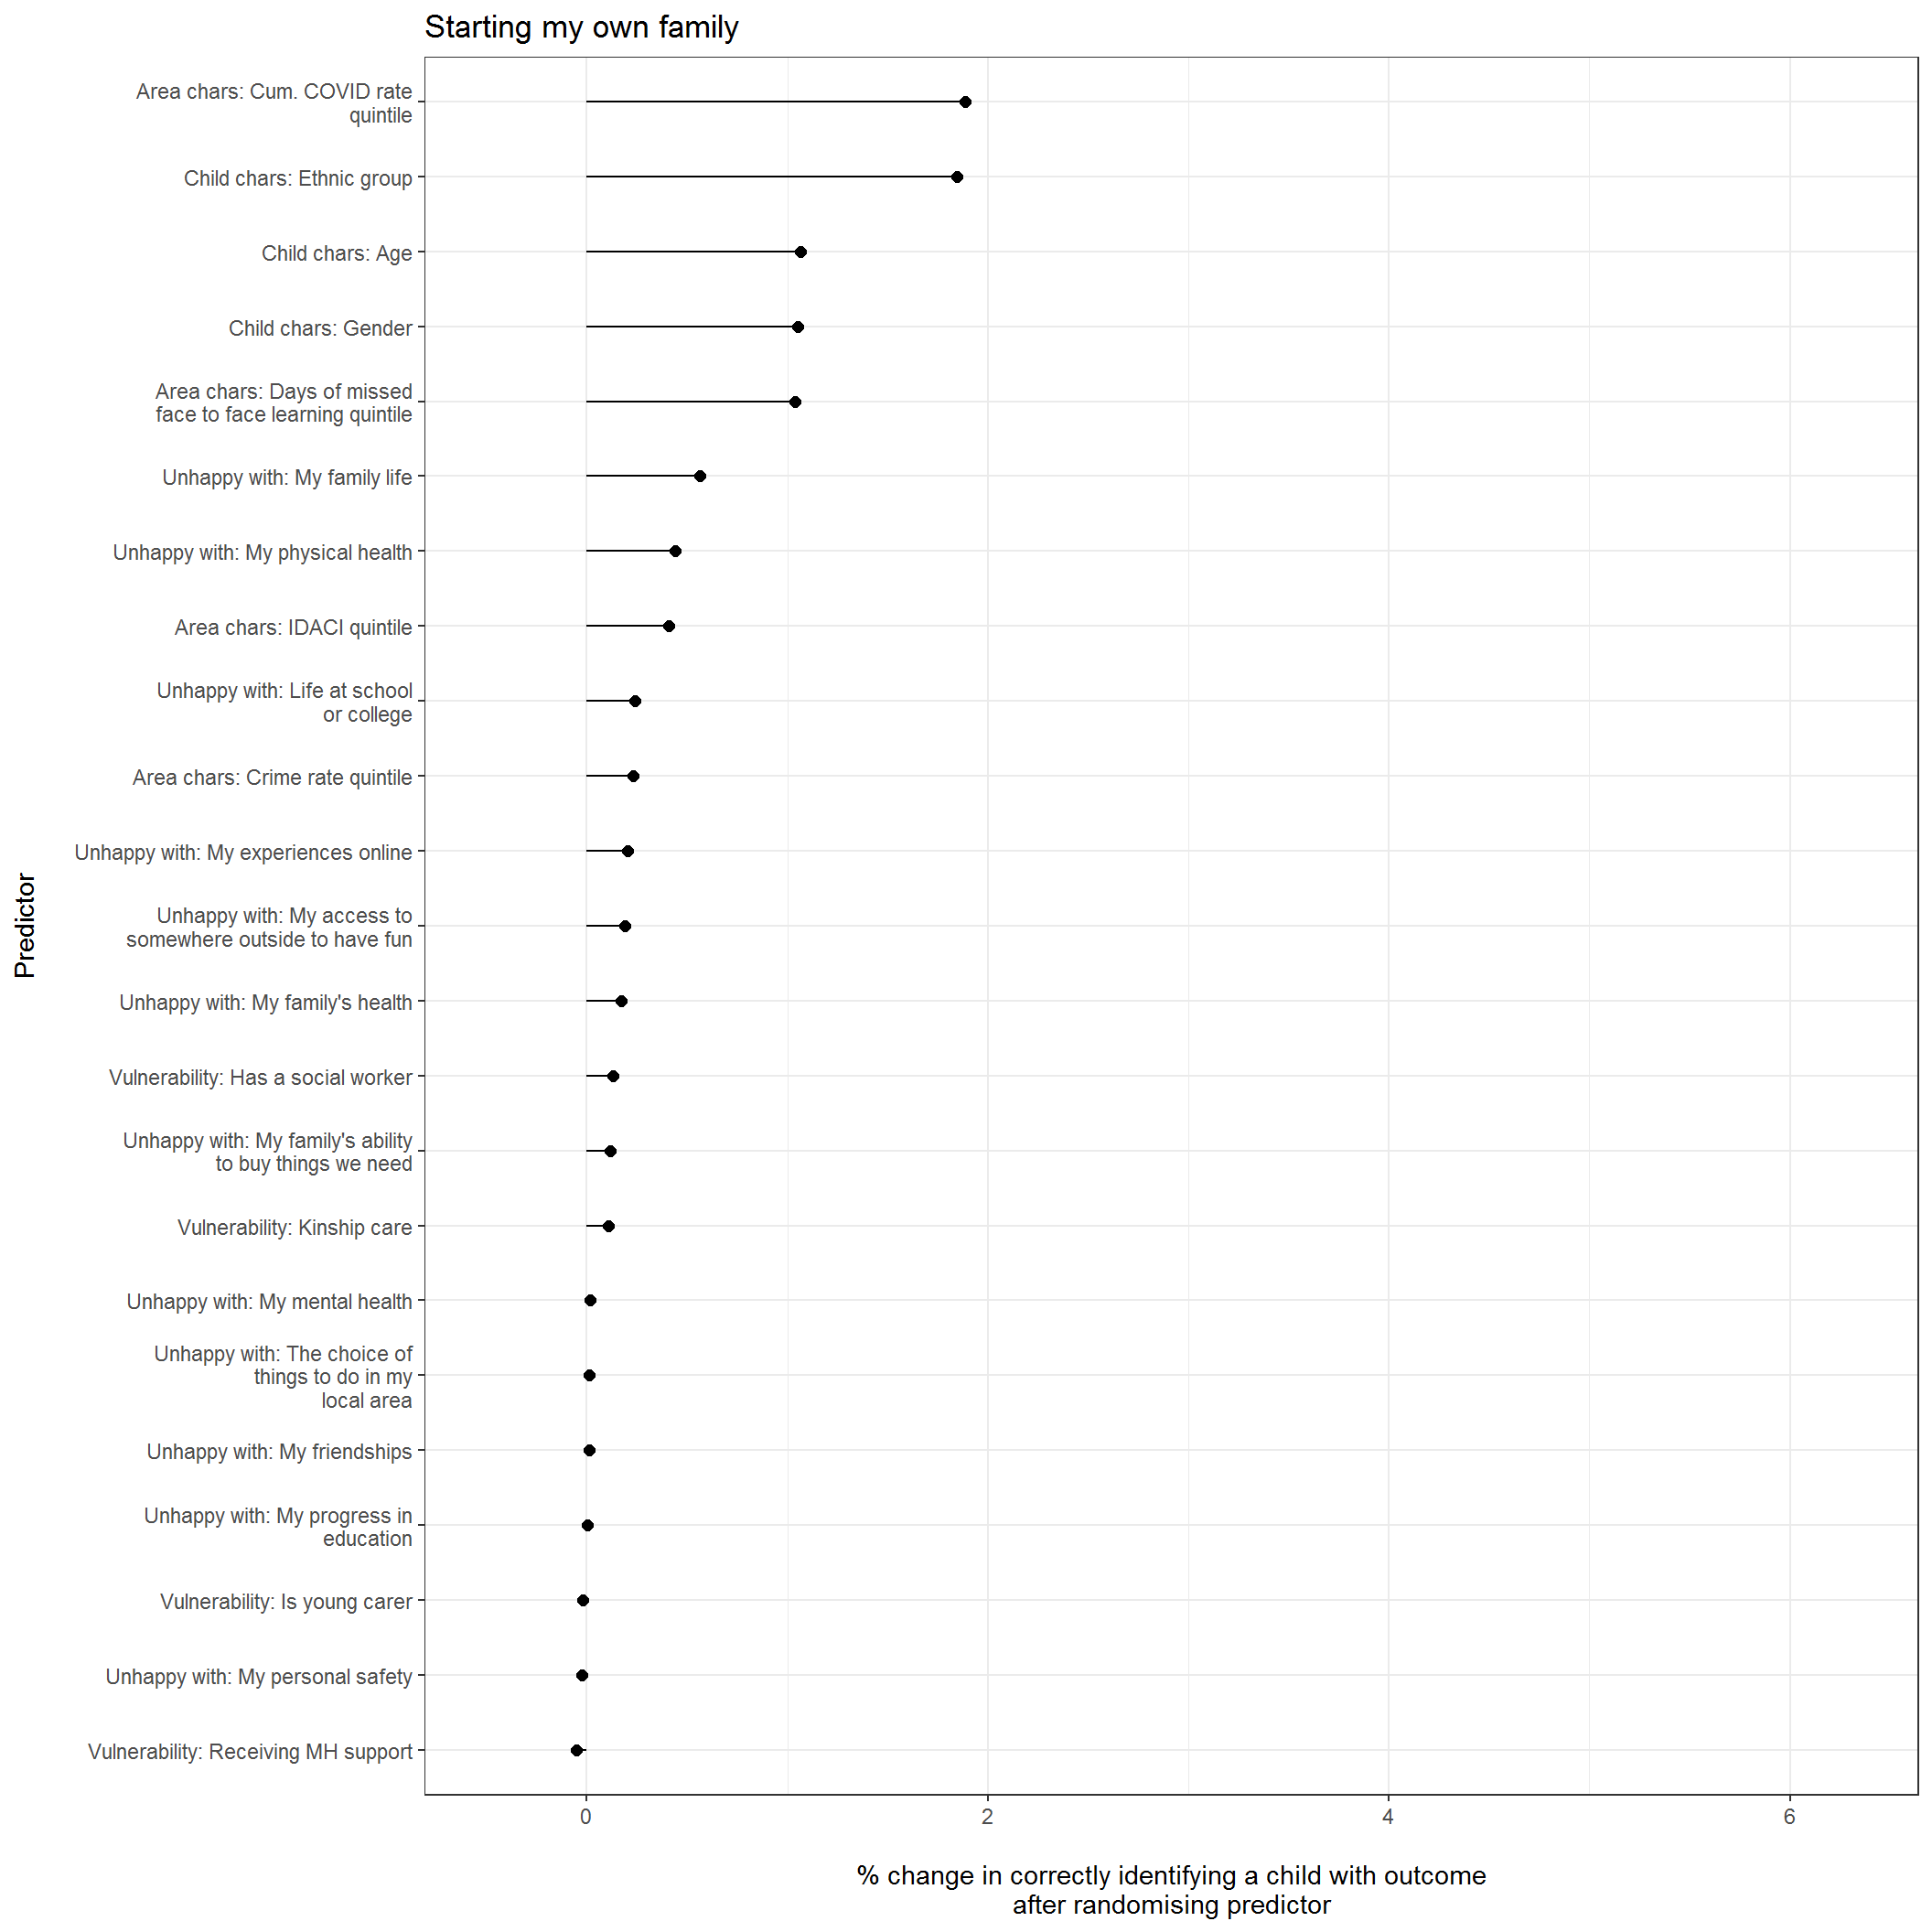 Starting my own family
Area chars: Cum. COVID rate
quintile
Child chars: Ethnic group
Child chars: Age
Child chars: Gender
Area chars: Days of missed
face to face learning quintile
Unhappy with: My family life
Unhappy with: My physical health
Area chars: IDACI quintile
Unhappy with: Life at school
or college
Area chars: Crime rate quintile
Unhappy with: My experiences online
Unhappy with: My access to
somewhere outside to have fun
Unhappy with: My family's health
Vulnerability: Has a social worker
Unhappy with: My family's ability
to buy things we need
Vulnerability: Kinship care
Unhappy with: My mental health
Unhappy with: The choice of
things to do in my
local area
Unhappy with: My friendships
Unhappy with: My progress in
education
Vulnerability: Is young carer
Unhappy with: My personal safety
Vulnerability: Receiving MH support
Predictor
0 2 4 6
% change in correctly identifying a child with outcome
after randomising predictor